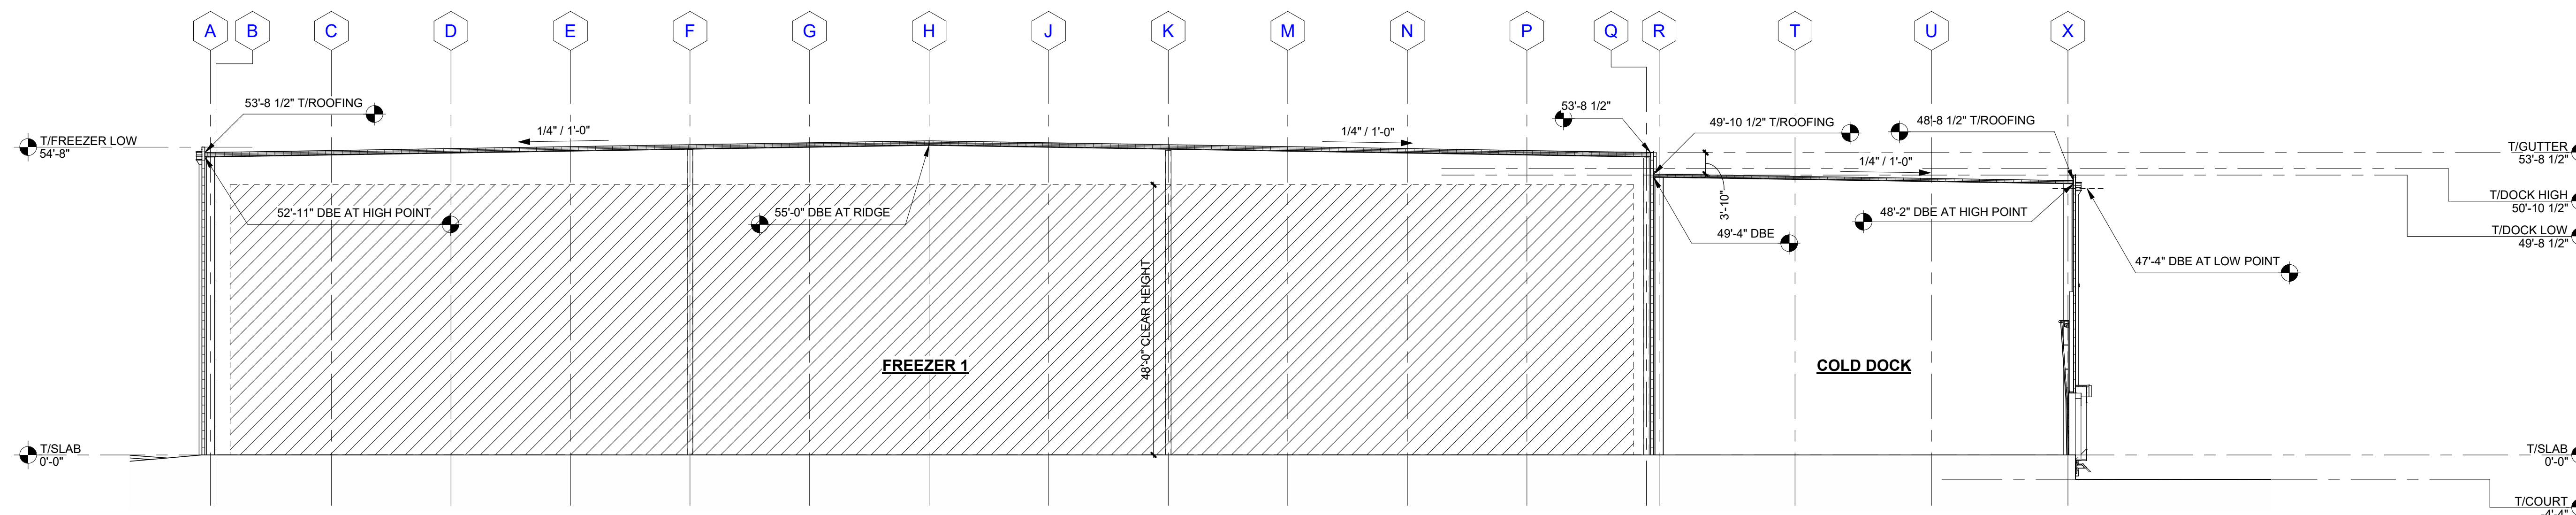 A B C D E F G H J K M N P Q R T U X
53'-8 1/2" T/ROOFING
53'-8 1/2"
49'-10 1/2" T/ROOFING
48'-8 1/2" T/ROOFING
1/4" / 1'-0"
1/4" / 1'-0"
T/FREEZER LOW
54'-8"
T/GUTTER
53'-8 1/2"
1/4" / 1'-0"
T/DOCK HIGH
50'-10 1/2"
3'-10"
52'-11" DBE AT HIGH POINT
55'-0" DBE AT RIDGE
48'-2" DBE AT HIGH POINT
49'-4" DBE
T/DOCK LOW
49'-8 1/2"
47'-4" DBE AT LOW POINT
48'-0" CLEAR HEIGHT
FREEZER 1
COLD DOCK
T/SLAB
0'-0"
T/SLAB
0'-0"
T/COURT
-4'-4"